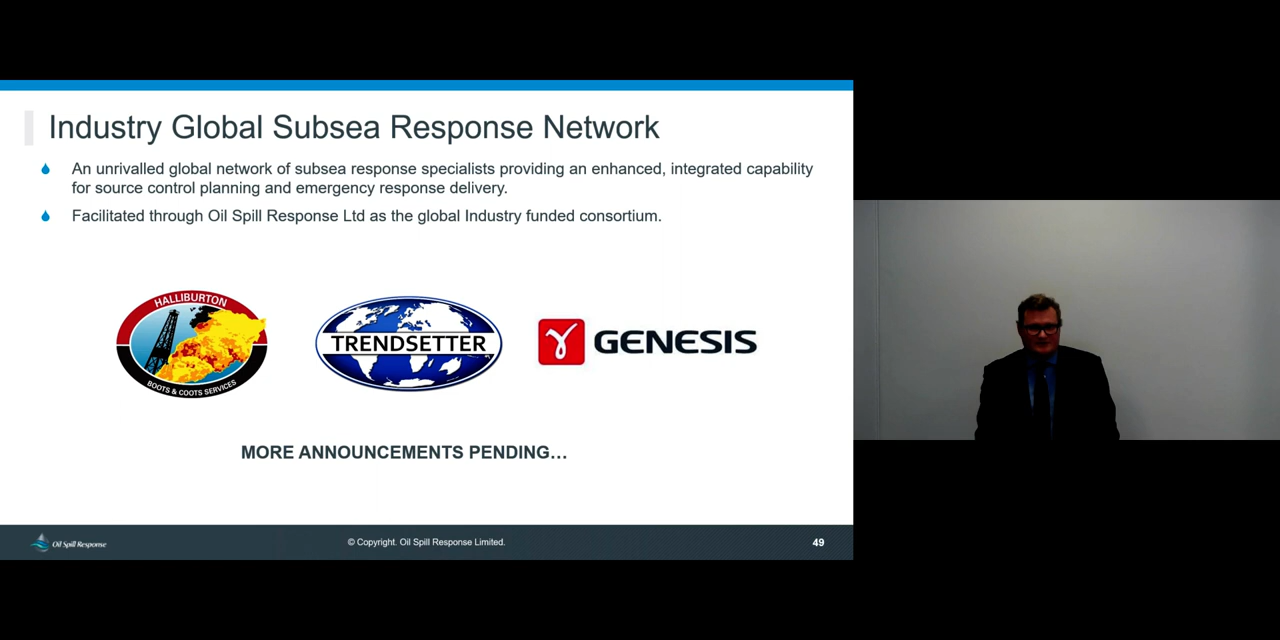 Industry Global Subsea Response Network
An unrivalled global network of subsea response specialists providing an enhanced, integrated capability
for source control planning and emergency response delivery.
Facilitated through Oil Spill Response Ltd as the global Industry funded consortium.
HALLIBURTON
BOOTS & COOTS SERVICES
TRENDSETTER
GENESIS
MORE ANNOUNCEMENTS PENDING…
Oil Spill Response
© Copyright. Oil Spill Response Limited.
49